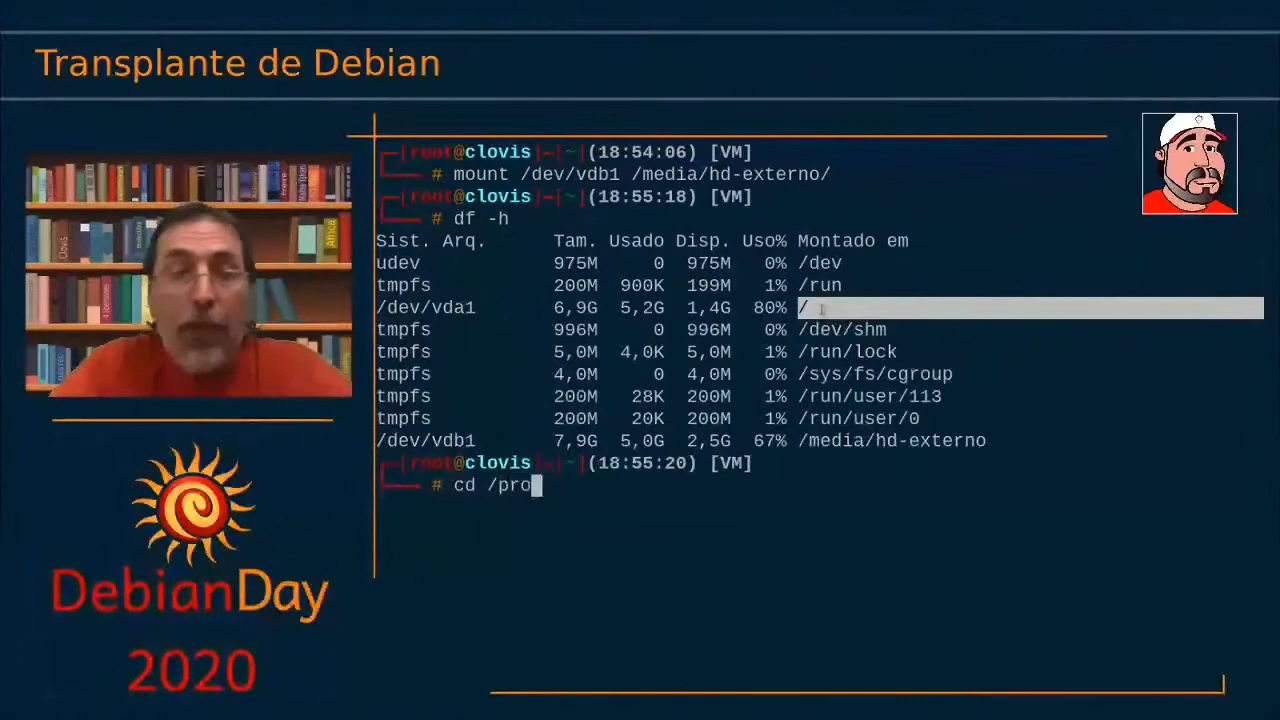 Transplante de Debian
[root@clovis]-[~](18:54:06) [VM]
# mount /dev/vdb1 /media/hd-externo/
[root@clovis]-[~](18:55:18) [VM]
# df -h
Sist. Arq. Tam. Usado Disp. Uso% Montado em
udev 975M 0 975M 0% /dev
tmpfs 200M 900K 199M 1% /run
/dev/vda1 6,9G 5,2G 1,4G 80% /
tmpfs 996M 0 996M 0% /dev/shm
tmpfs 5,0M 4,0K 5,0M 1% /run/lock
tmpfs 4,0M 0 4,0M 0% /sys/fs/cgroup
tmpfs 200M 28K 200M 1% /run/user/113
tmpfs 200M 20K 200M 1% /run/user/0
/dev/vdb1 7,9G 5,0G 2,5G 67% /media/hd-externo
[root@clovis]-[~](18:55:20) [VM]
# cd /pro
Clovis
África
DebianDay
2020